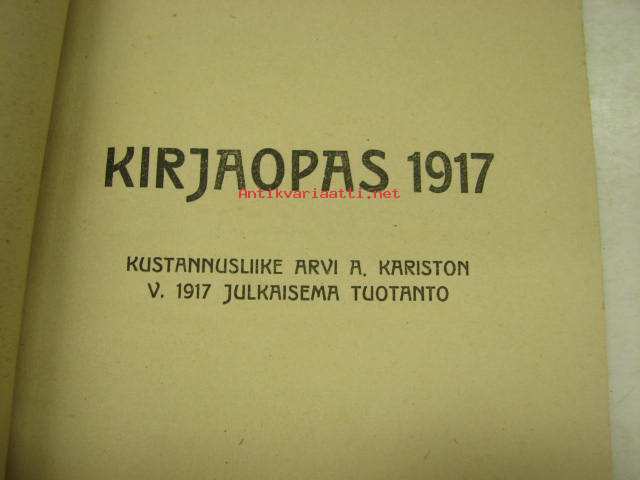 KIRJAOPAS 1917
Antikvariaatti.net
KUSTANNUSLIIKE ARVI A. KARISTON
V. 1917 JULKAISEMA TUOTANTO